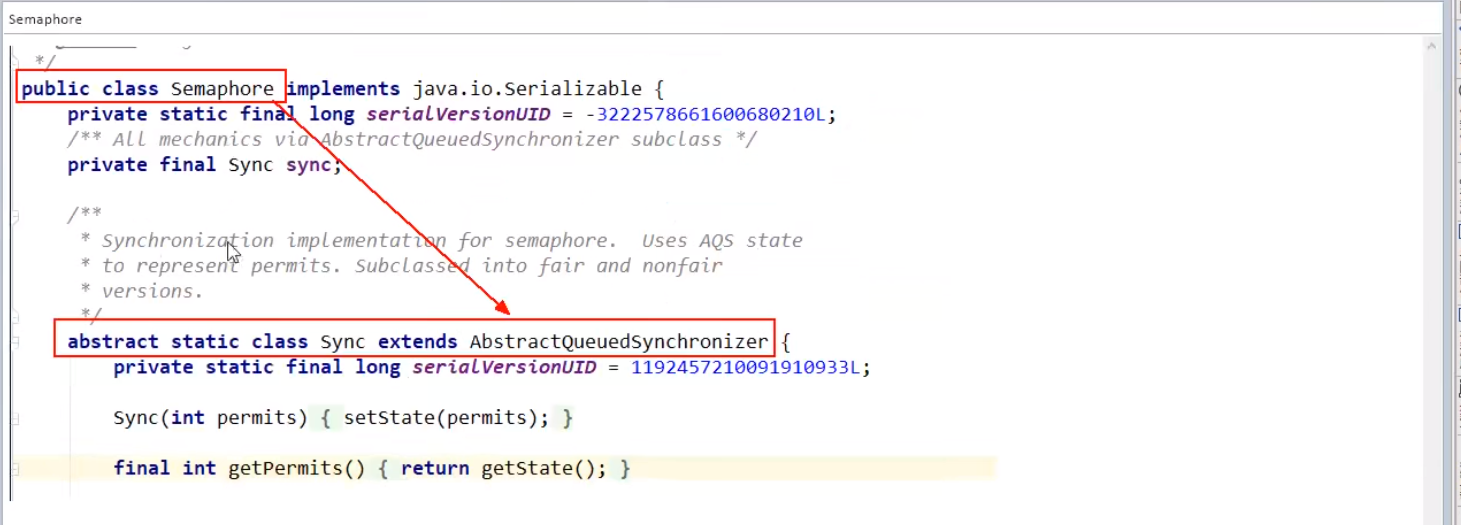 Semaphore
*/
public class Semaphore implements java.io.Serializable {
private static final long serialVersionUID = -3222578661600680210L;
/** All mechanics via AbstractQueuedSynchronizer subclass */
private final Sync sync;
/**
* Synchronization implementation for semaphore.  Uses AQS state
* to represent permits. Subclassed into fair and nonfair
* versions.
*/
abstract static class Sync extends AbstractQueuedSynchronizer {
private static final long serialVersionUID = 1192457210091910933L;
Sync(int permits) { setState(permits); }
final int getPermits() { return getState(); }